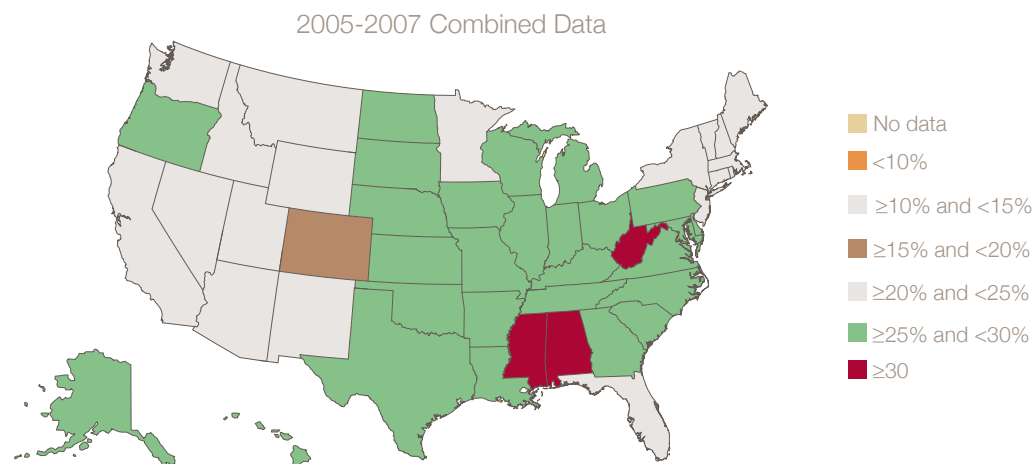 2005-2007 Combined Data
No data
<10%
≥10% and <15%
≥15% and <20%
≥20% and <25%
≥25% and <30%
≥30